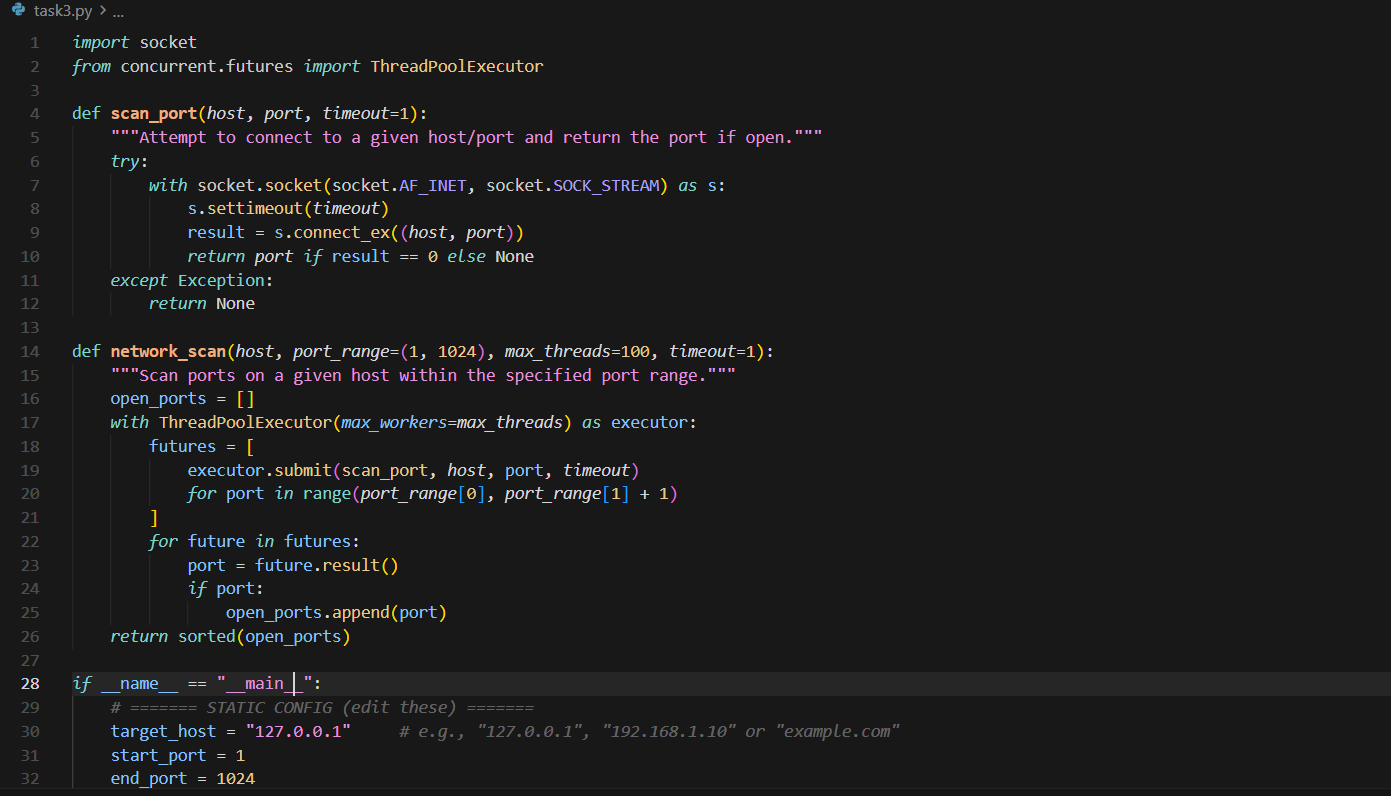 task3.py > ...
1 import socket
2 from concurrent.futures import ThreadPoolExecutor
3
4 def scan_port(host, port, timeout=1):
5     """Attempt to connect to a given host/port and return the port if open."""
6     try:
7         with socket.socket(socket.AF_INET, socket.SOCK_STREAM) as s:
8             s.settimeout(timeout)
9             result = s.connect_ex((host, port))
10             return port if result == 0 else None
11     except Exception:
12         return None
13
14 def network_scan(host, port_range=(1, 1024), max_threads=100, timeout=1):
15     """Scan ports on a given host within the specified port range."""
16     open_ports = []
17     with ThreadPoolExecutor(max_workers=max_threads) as executor:
18         futures = [
19             executor.submit(scan_port, host, port, timeout)
20             for port in range(port_range[0], port_range[1] + 1)
21         ]
22         for future in futures:
23             port = future.result()
24             if port:
25                 open_ports.append(port)
26     return sorted(open_ports)
27
28 if __name__ == "__main__":
29     # ======= STATIC CONFIG (edit these) =======
30     target_host = "127.0.0.1"     # e.g., "127.0.0.1", "192.168.1.10" or "example.com"
31     start_port = 1
32     end_port = 1024